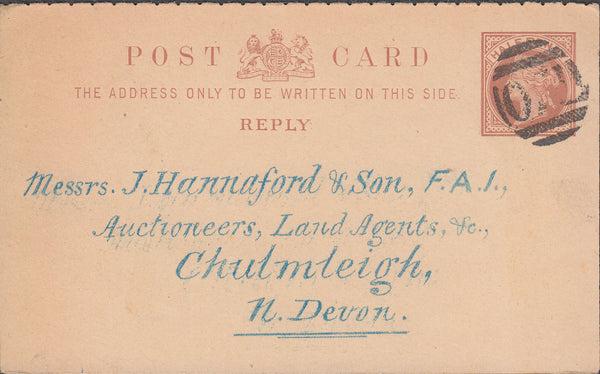 POST CARD
THE ADDRESS ONLY TO BE WRITTEN ON THIS SIDE.
REPLY
Messrs. J. Hannaford & Son, F.A.I.,
Auctioneers, Land Agents, &c.,
Chulmleigh,
N. Devon.